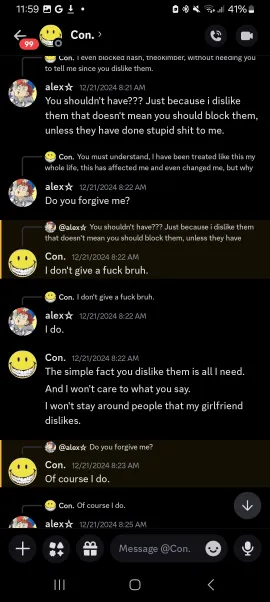 11:59 G 41%
99 Con. >
Con. I even blocked hash, theokimber, without needing you
to tell me since you dislike them.
alex☆ 12/21/2024 8:21 AM
You shouldn't have??? Just because i dislike
them that doesn't mean you should block them,
unless they have done stupid shit to me.
Con. You must understand, I have been treated like this my
whole life, this has affected me and even changed me, but why
alex☆ 12/21/2024 8:22 AM
Do you forgive me?
@alex☆ You shouldn't have??? Just because i dislike them
that doesn't mean you should block them, unless they have
Con. 12/21/2024 8:22 AM
I don't give a fuck bruh.
Con. I don't give a fuck bruh.
alex☆ 12/21/2024 8:22 AM
I do.
Con. 12/21/2024 8:22 AM
The simple fact you dislike them is all I need.
And I won't care to what you say.
I won't stay around people that my girlfriend
dislikes.
@alex☆ Do you forgive me?
Con. 12/21/2024 8:23 AM
Of course I do.
Con. Of course I do.
alex☆ 12/21/2024 8:25 AM
Message @Con.